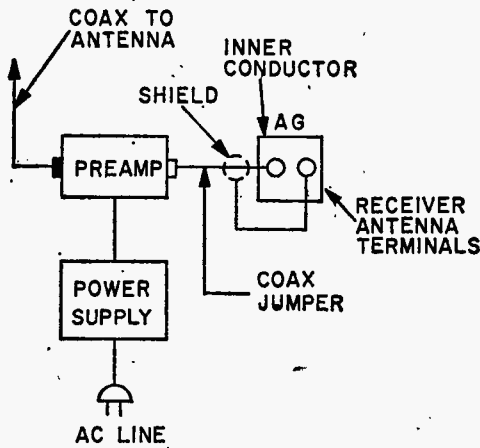 COAX TO
ANTENNA
INNER
CONDUCTOR
SHIELD
AG
PREAMP
RECEIVER
ANTENNA
TERMINALS
POWER
SUPPLY
COAX
JUMPER
AC LINE